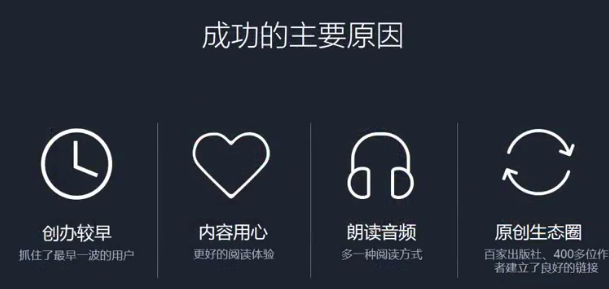 成功的主要原因
创办较早
抓住了最早一波的用户
内容用心
更好的阅读体验
朗读音频
多一种阅读方式
原创生态圈
百家出版社、400多位作
者建立了良好的链接